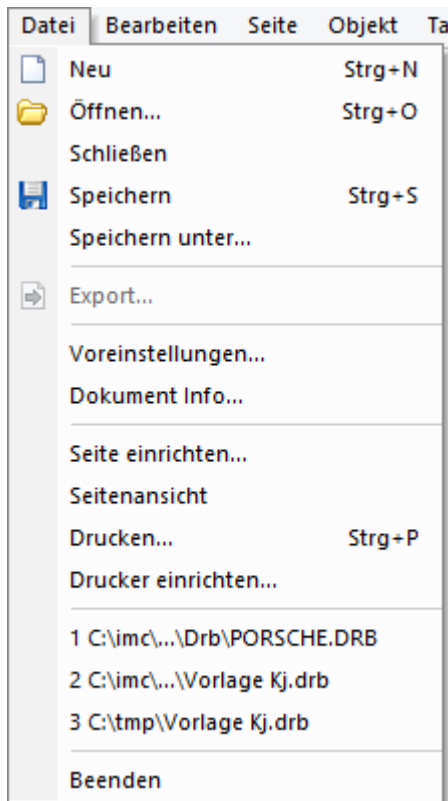 Datei Bearbeiten Seite Objekt Ta
Neu Strg+N
Öffnen... Strg+O
Schließen
Speichern Strg+S
Speichern unter...
Export...
Voreinstellungen...
Dokument Info...
Seite einrichten...
Seitenansicht
Drucken... Strg+P
Drucker einrichten...
1 C:\imc\...\Drb\PORSCHE.DRB
2 C:\imc\...\Vorlage Kj.drb
3 C:\tmp\Vorlage Kj.drb
Beenden